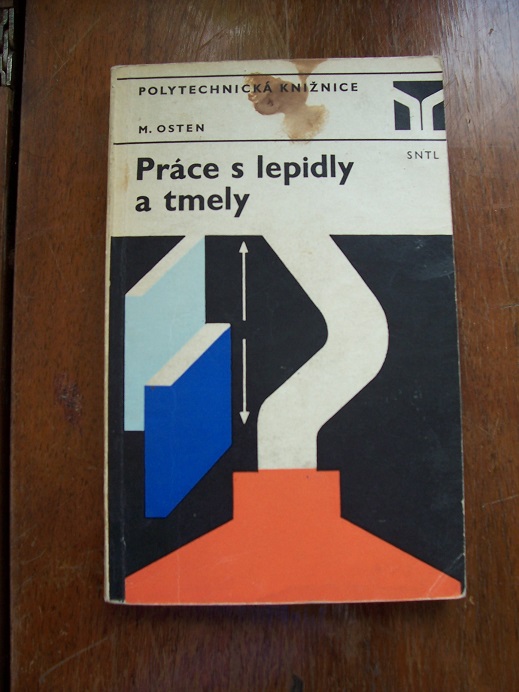 POLYTECHNICKÁ KNIŽNICE
M. OSTEN
SNTL
Práce s lepidly
a tmely